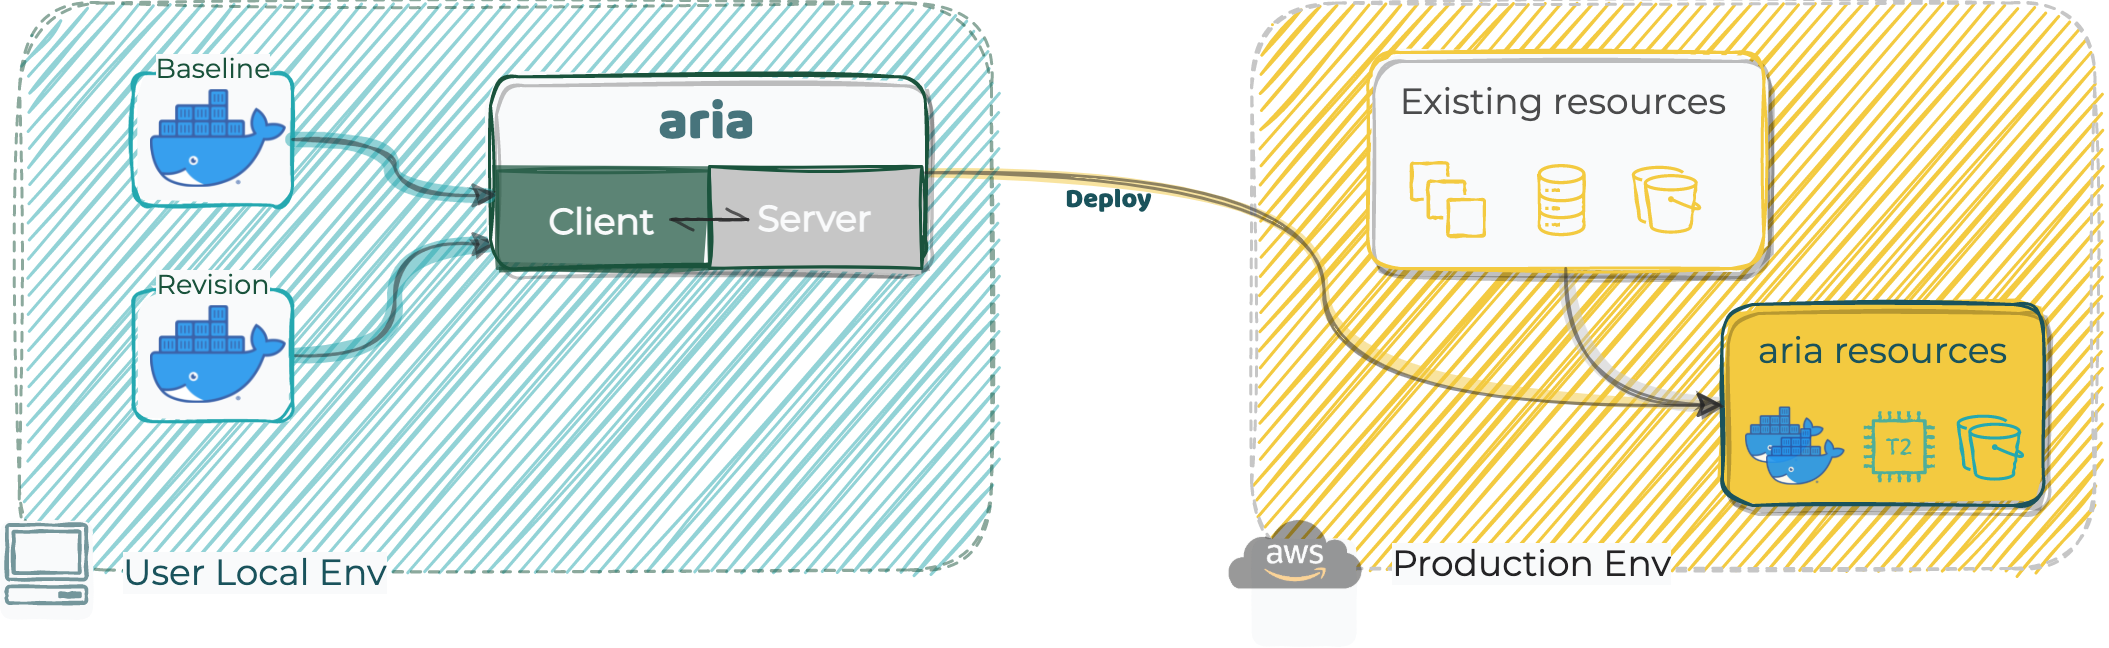 Baseline
aria
Client
Server
Revision
User Local Env
Deploy
Existing resources
aria resources
T2
aws
Production Env